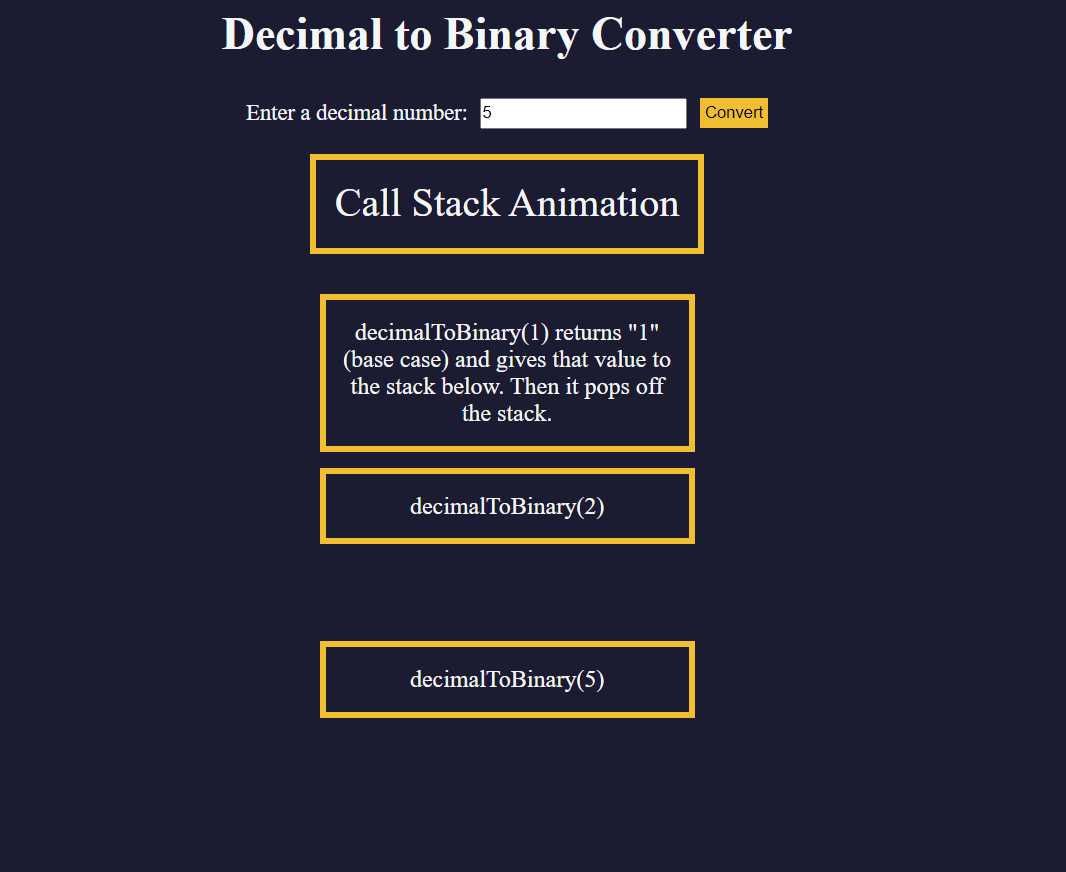 Decimal to Binary Converter
Enter a decimal number: 5 Convert
Call Stack Animation
decimalToBinary(1) returns "1"
(base case) and gives that value to
the stack below. Then it pops off
the stack.
decimalToBinary(2)
decimalToBinary(5)